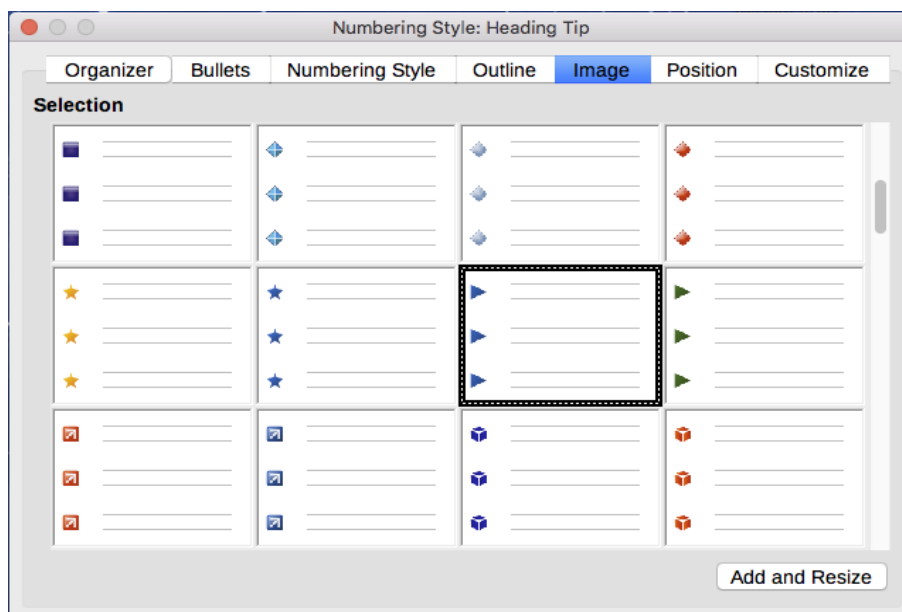 Numbering Style: Heading Tip
Organizer Bullets Numbering Style Outline Image Position Customize
Selection
Add and Resize